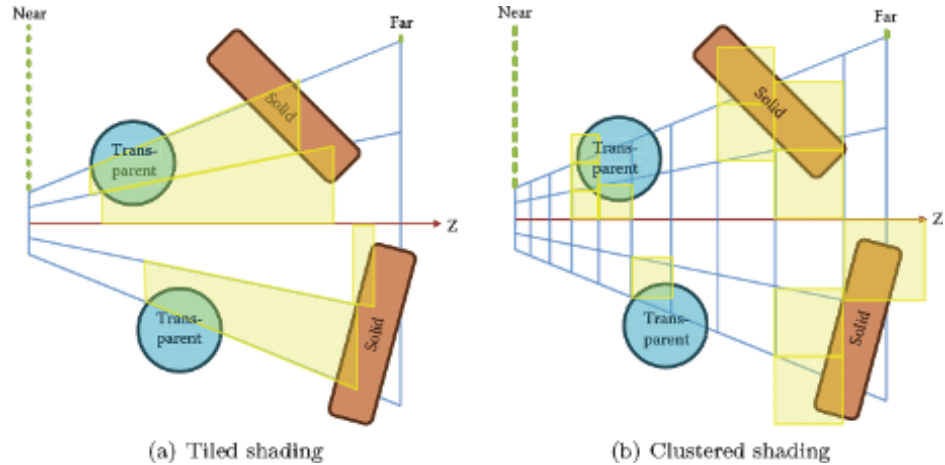 Near
Far
Solid
Trans-
parent
Z
Trans-
parent
Solid
(a) Tiled shading
Near
Far
Solid
Trans-
parent
Z
Trans-
parent
Solid
(b) Clustered shading